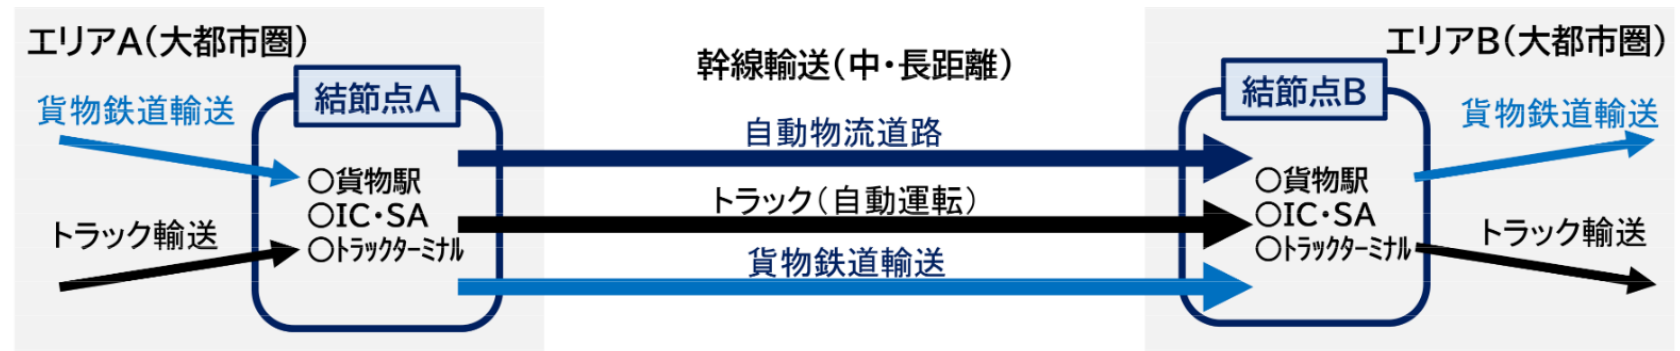 エリアA(大都市圏)
結節点A
貨物鉄道輸送
トラック輸送
○貨物駅
○IC・SA
○トラックターミナル
幹線輸送(中・長距離)
自動物流道路
トラック(自動運転)
貨物鉄道輸送
エリアB(大都市圏)
結節点B
○貨物駅
○IC・SA
○トラックターミナル
貨物鉄道輸送
トラック輸送